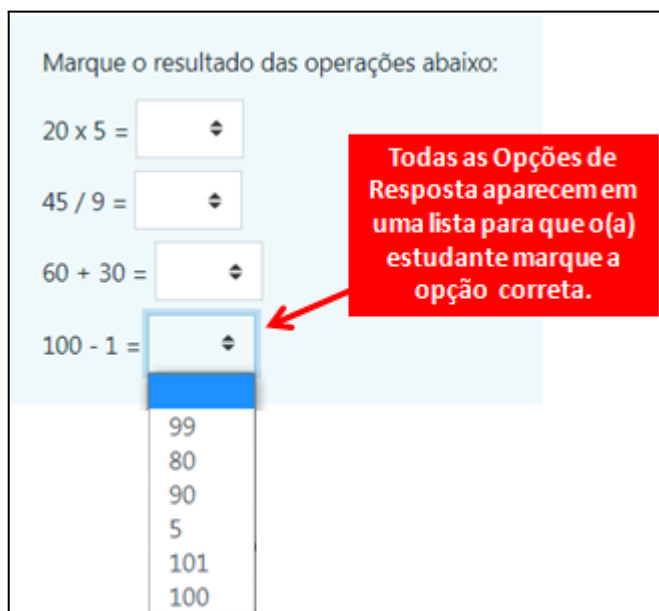 Marque o resultado das operações abaixo:
20 x 5 =
45 / 9 =
60 + 30 =
100 - 1 =
99
80
90
5
101
100
Todas as Opções de
Resposta aparecem em
uma lista para que o(a)
estudante marque a
opção correta.